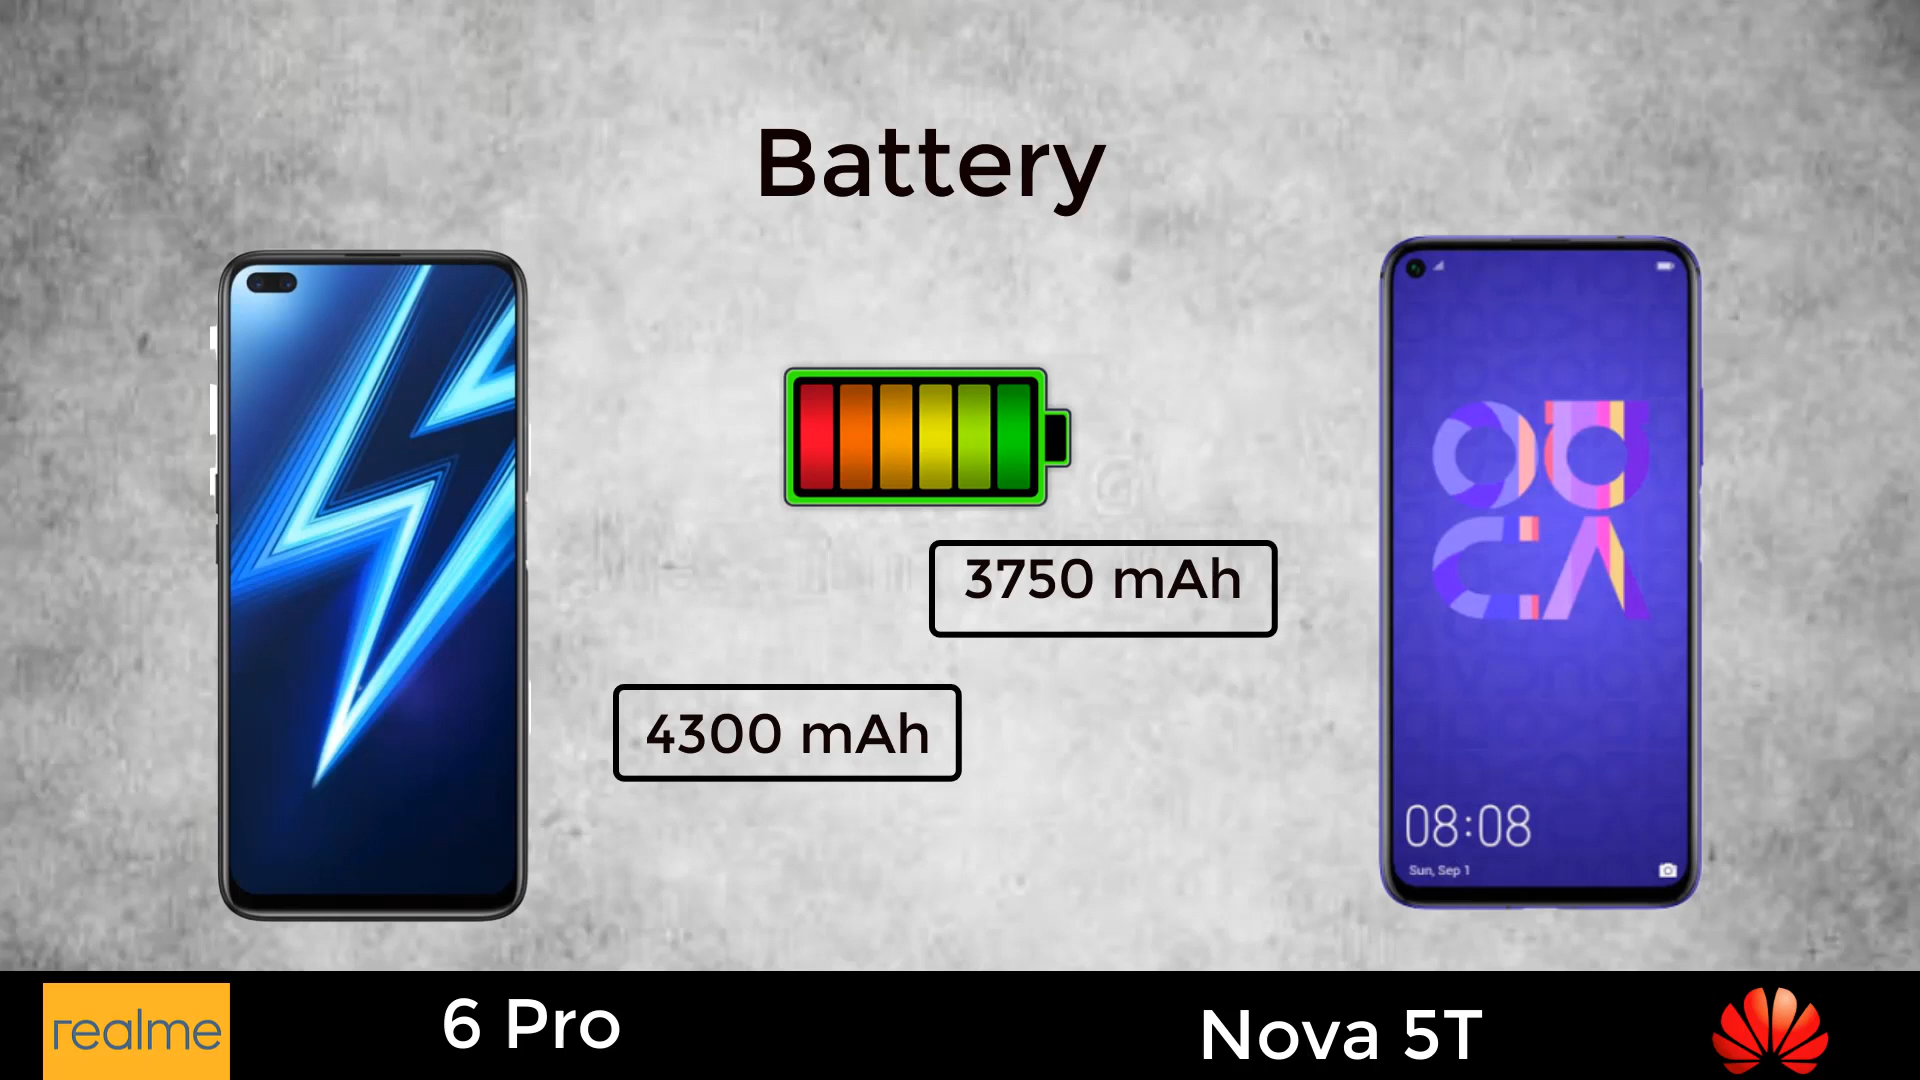 Battery
3750 mAh
4300 mAh
08:08
Sun, Sep 1
realme
6 Pro
Nova 5T